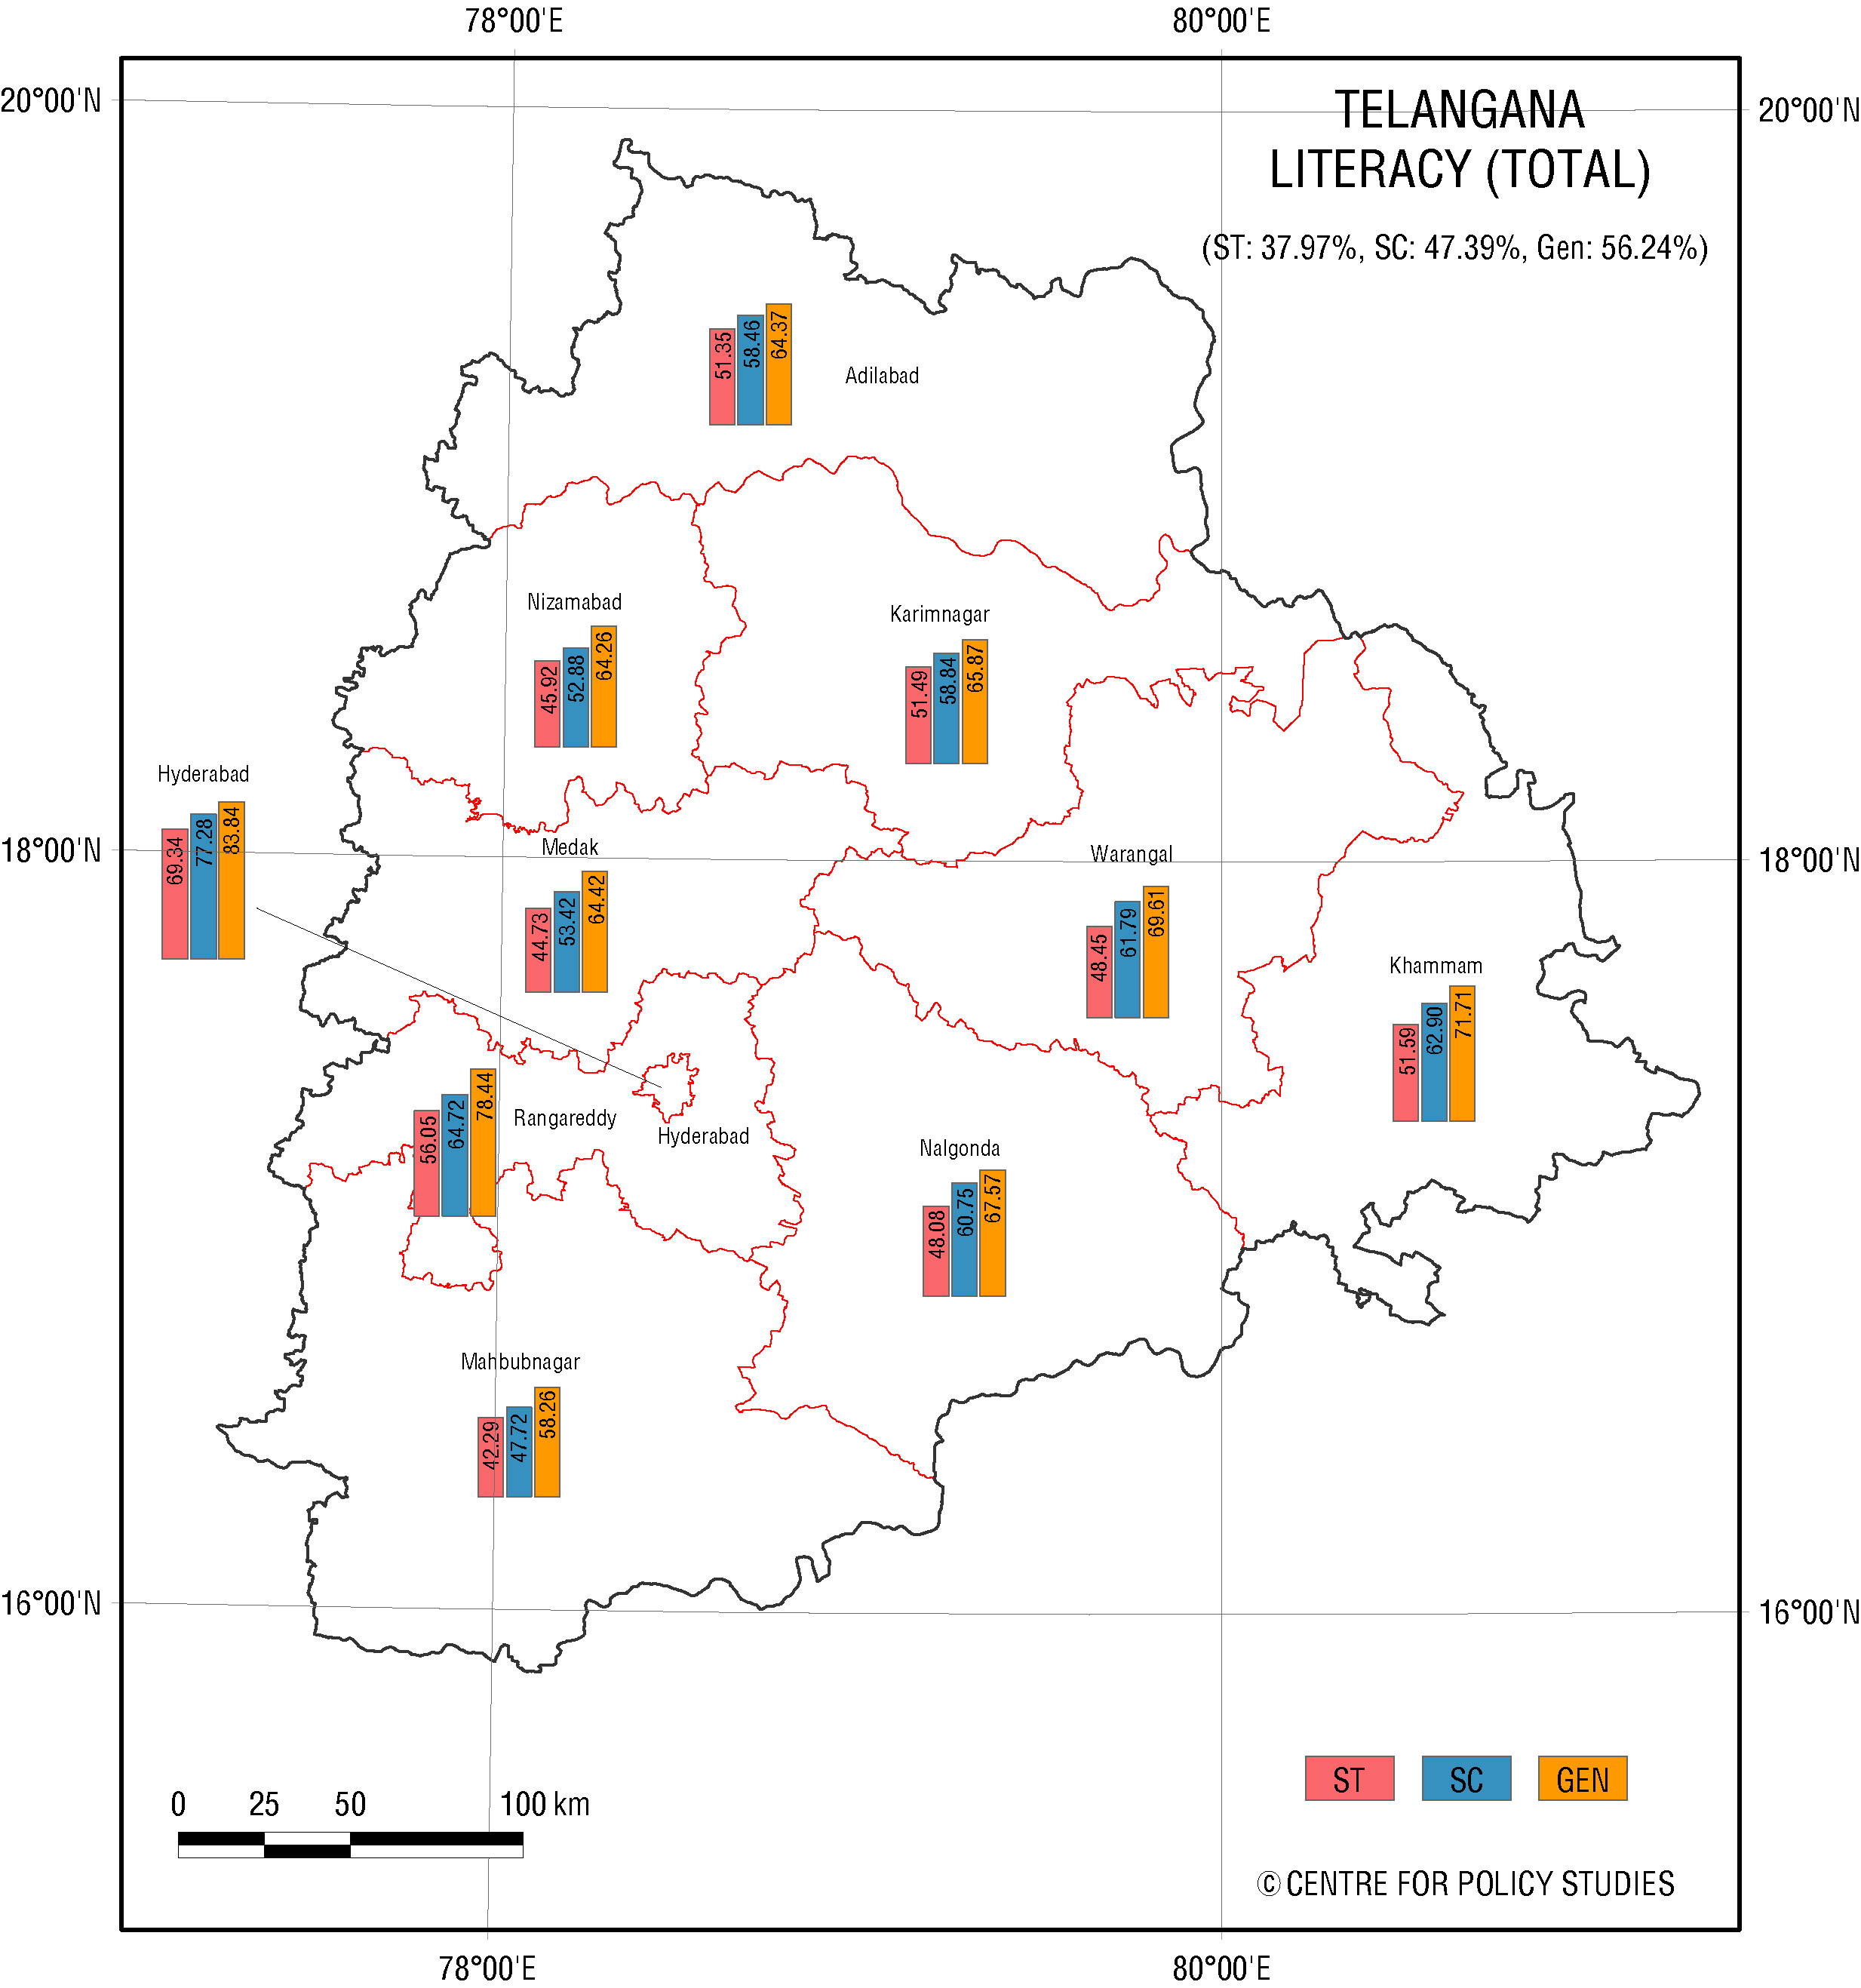 78°00'E
80°00'E
20°00'N
20°00'N
TELANGANA
LITERACY (TOTAL)
(ST: 37.97%, SC: 47.39%, Gen: 56.24%)
51.35
58.46
64.37
Adilabad
Nizamabad
45.92
52.88
64.26
Karimnagar
51.49
58.84
65.87
Hyderabad
69.34
77.28
83.84
18°00'N
18°00'N
Medak
44.73
53.42
64.42
Warangal
48.45
61.79
69.61
Khammam
51.59
62.90
71.71
56.05
64.72
78.44
Rangareddy
Hyderabad
Nalgonda
48.08
60.75
67.57
Mahbubnagar
42.29
47.72
58.26
16°00'N
16°00'N
ST
SC
GEN
0 25 50 100 km
© CENTRE FOR POLICY STUDIES
78°00'E
80°00'E